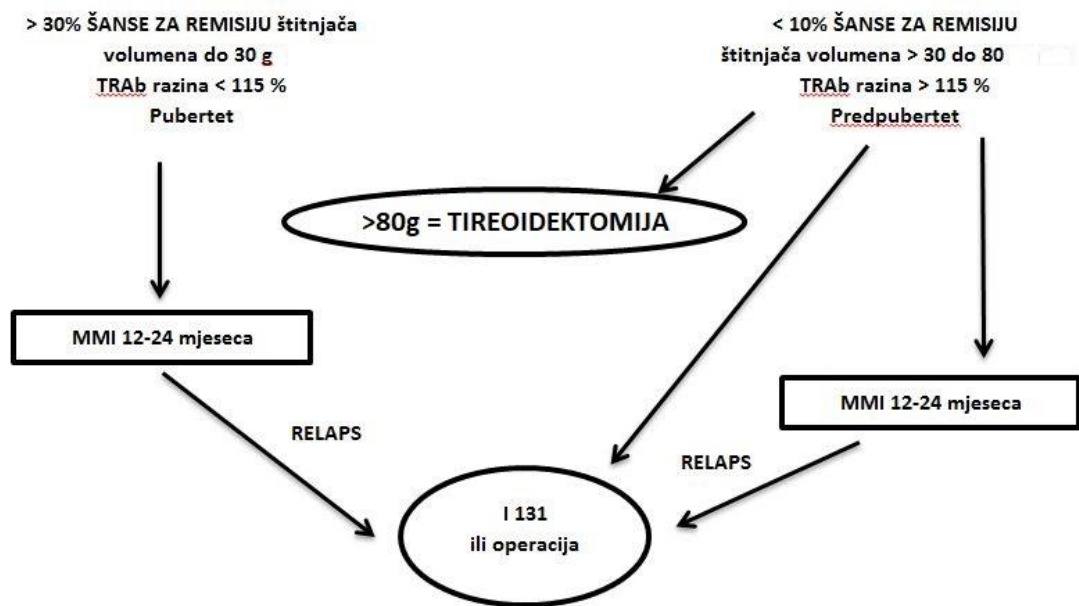 > 30% ŠANSE ZA REMISIJU štitnjača
volumena do 30 g
TRAb razina < 115 %
Pubertet
< 10% ŠANSE ZA REMISIJU
štitnjača volumena > 30 do 80
TRAb razina > 115 %
Predpubertet
>80g = TIREOIDEKTOMIJA
MMI 12-24 mjeseca
MMI 12-24 mjeseca
RELAPS
RELAPS
I 131
ili operacija